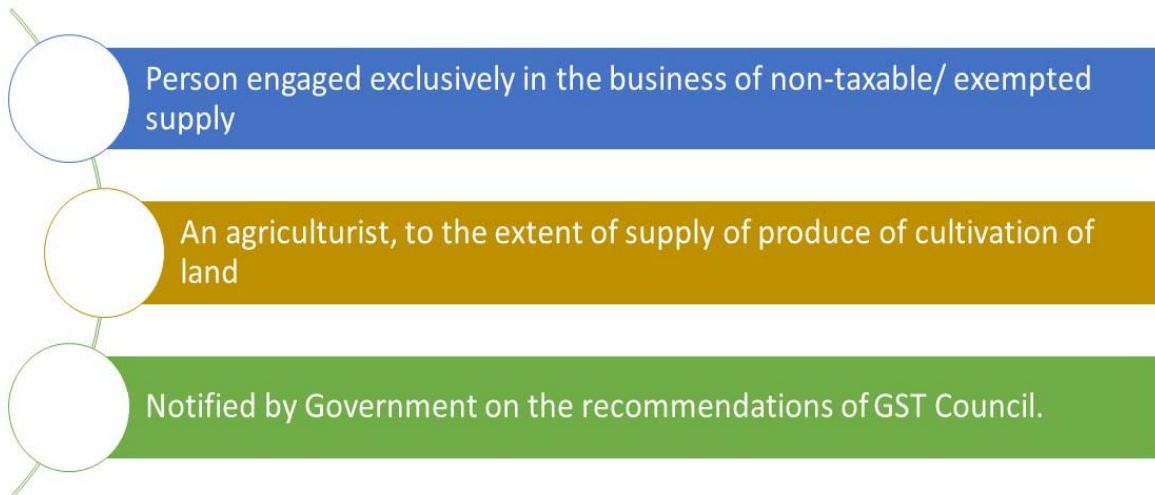 Person engaged exclusively in the business of non-taxable/ exempted
supply
An agriculturist, to the extent of supply of produce of cultivation of
land
Notified by Government on the recommendations of GST Council.